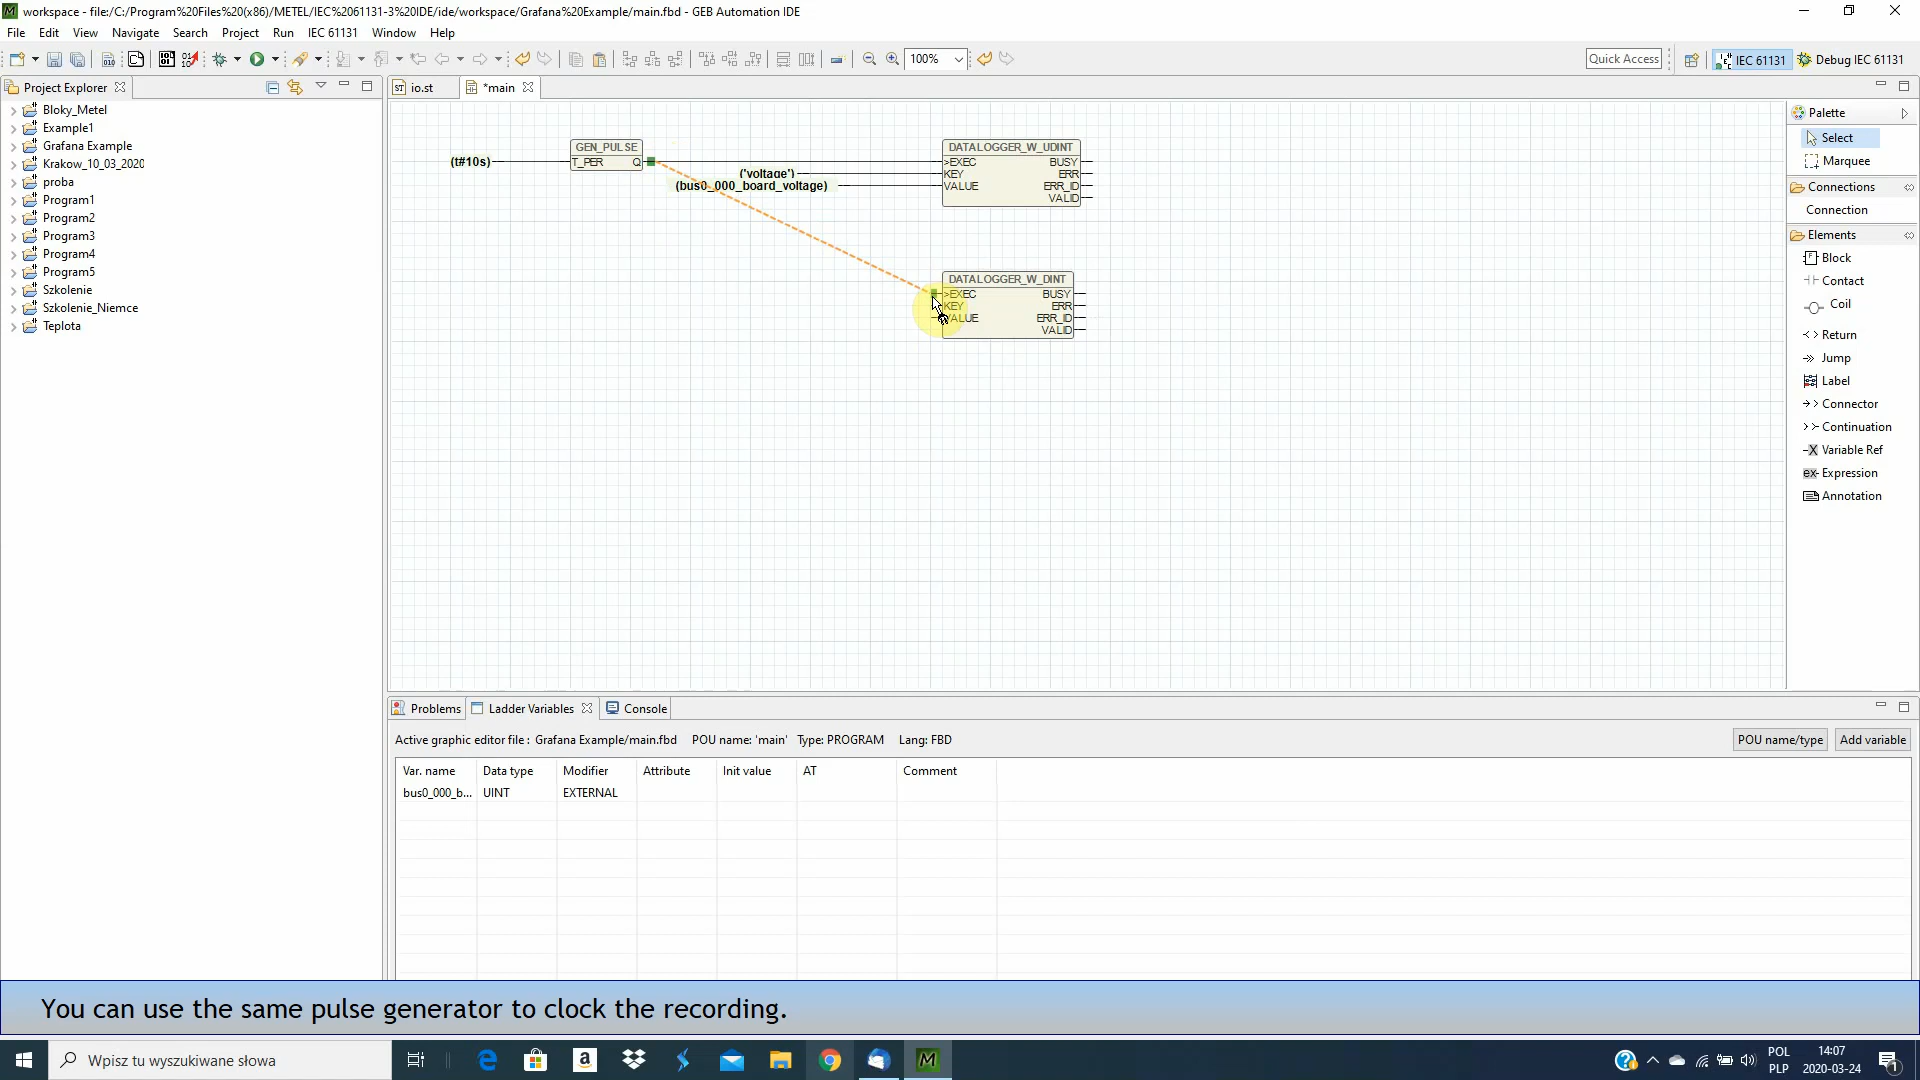 workspace - file:/C:/Program%20Files%20(x86)/METEL/IEC%2061131-3%20IDE/ide/workspace/Grafana%20Example/main.fbd - GEB Automation IDE
File Edit View Navigate Search Project Run IEC 61131 Window Help
100%
Quick Access
IEC 61131
Debug IEC 61131
Project Explorer
Bloky_Metel
Example1
Grafana Example
Krakow_10_03_2020
proba
Program1
Program2
Program3
Program4
Program5
Szkolenie
Szkolenie_Niemce
Teplota
io.st
*main
(t#10s)
GEN_PULSE
T_PER Q
('voltage')
(bus0_000_board_voltage)
DATALOGGER_W_UDINT
>EXEC BUSY
KEY ERR
VALUE ERR_ID
VALID
DATALOGGER_W_DINT
>EXEC BUSY
KEY ERR
VALUE ERR_ID
VALID
Palette
Select
Marquee
Connections
Connection
Elements
Block
Contact
Coil
Return
Jump
Label
Connector
Continuation
Variable Ref
Expression
Annotation
Problems
Ladder Variables
Console
Active graphic editor file : Grafana Example/main.fbd POU name: 'main' Type: PROGRAM Lang: FBD
POU name/type
Add variable
Var. name Data type Modifier Attribute Init value AT Comment
bus0_000_b... UINT EXTERNAL
You can use the same pulse generator to clock the recording.
Wpisz tu wyszukiwane słowa
POL
PLP
14:07
2020-03-24